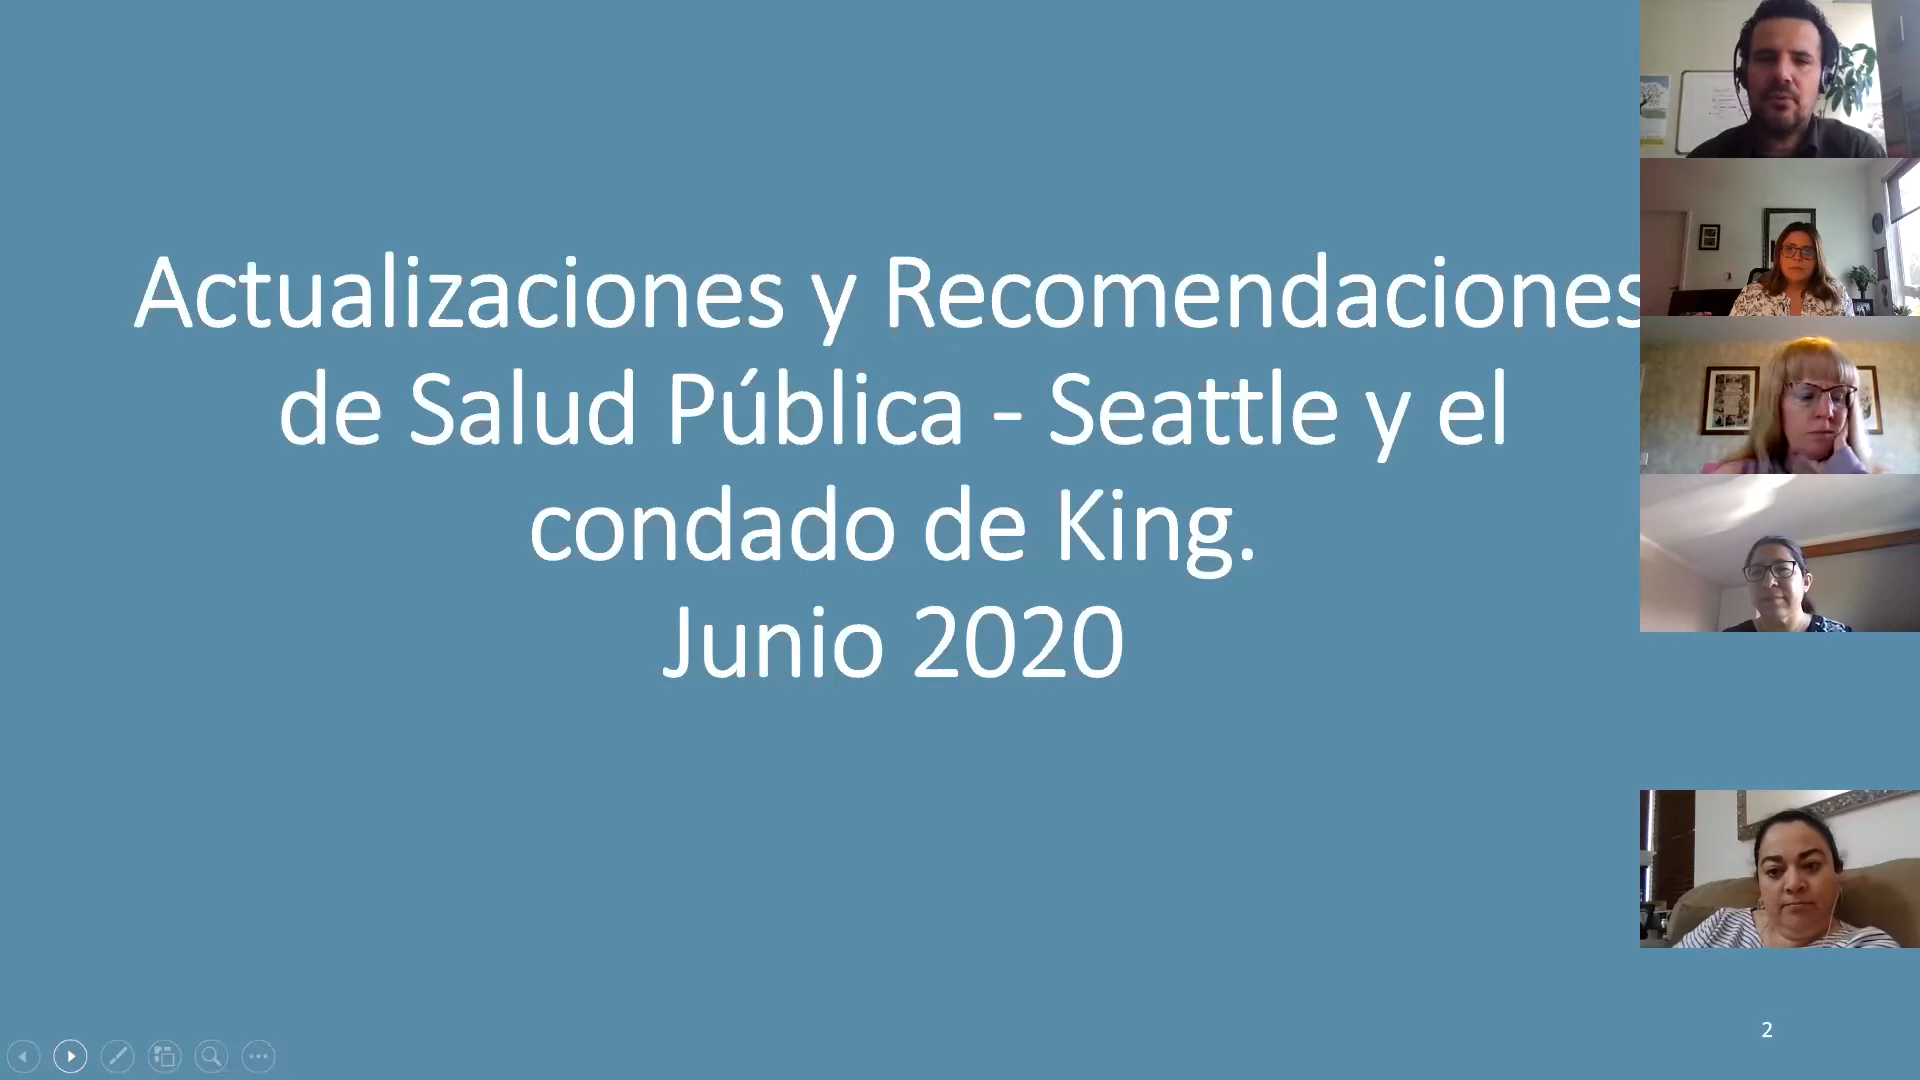 Actualizaciones y Recomendaciones
de Salud Pública - Seattle y el
condado de King.
Junio 2020
2